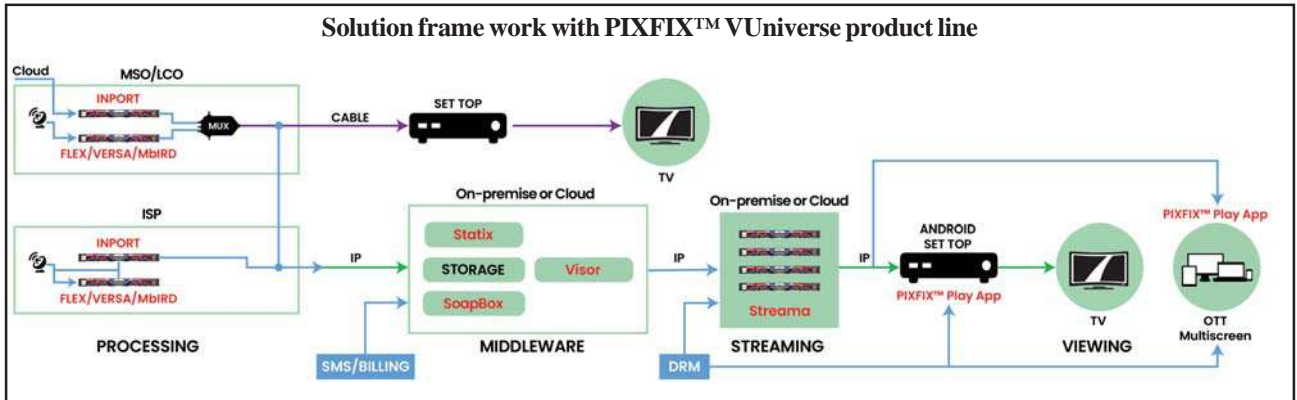 Solution frame work with PIXFIX™ VUniverse product line
Cloud
MSO/LCO
INPORT
MUX
FLEX/VERSA/MbIRD
CABLE
SET TOP
TV
ISP
INPORT
FLEX/VERSA/MbIRD
PROCESSING
IP
SMS/BILLING
On-premise or Cloud
Statix
STORAGE
Visor
SoapBox
MIDDLEWARE
IP
DRM
On-premise or Cloud
Streama
STREAMING
IP
ANDROID
SET TOP
PIXFIX™ Play App
TV
VIEWING
PIXFIX™ Play App
OTT
Multiscreen